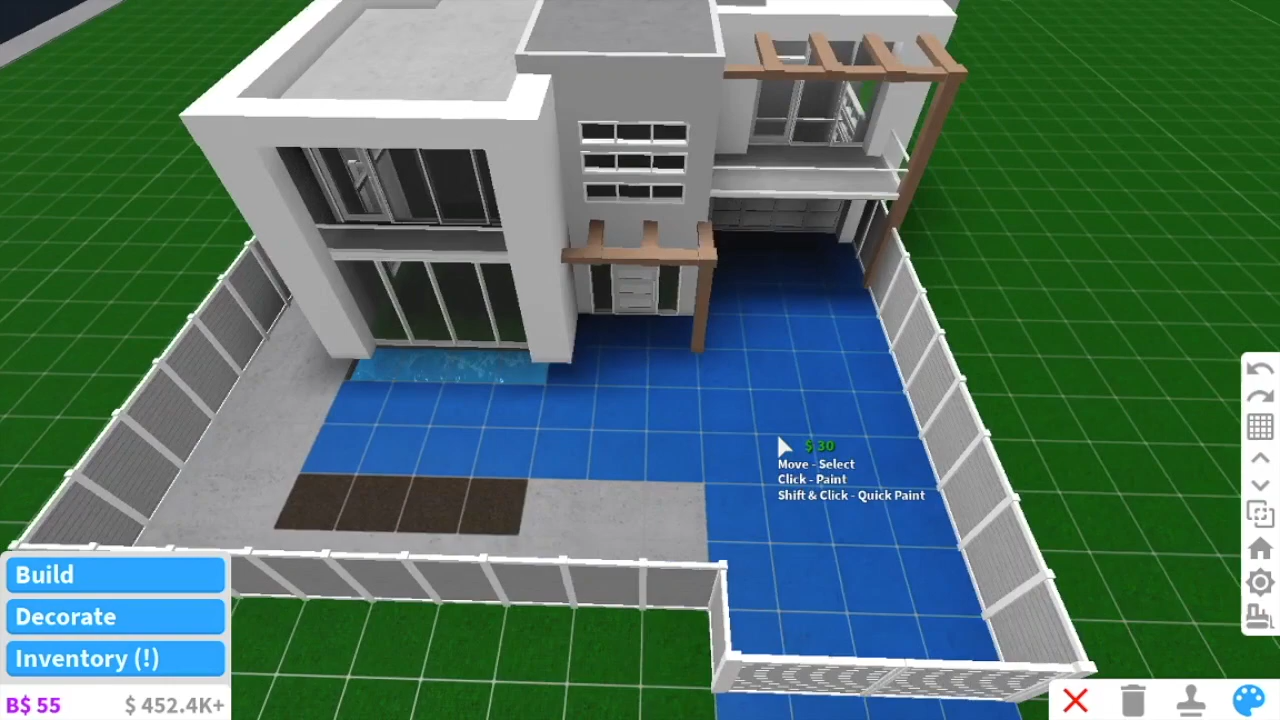 $ 30
Move - Select
Click - Paint
Shift & Click - Quick Paint
Build
Decorate
Inventory (!)
B$ 55 $ 452.4K+